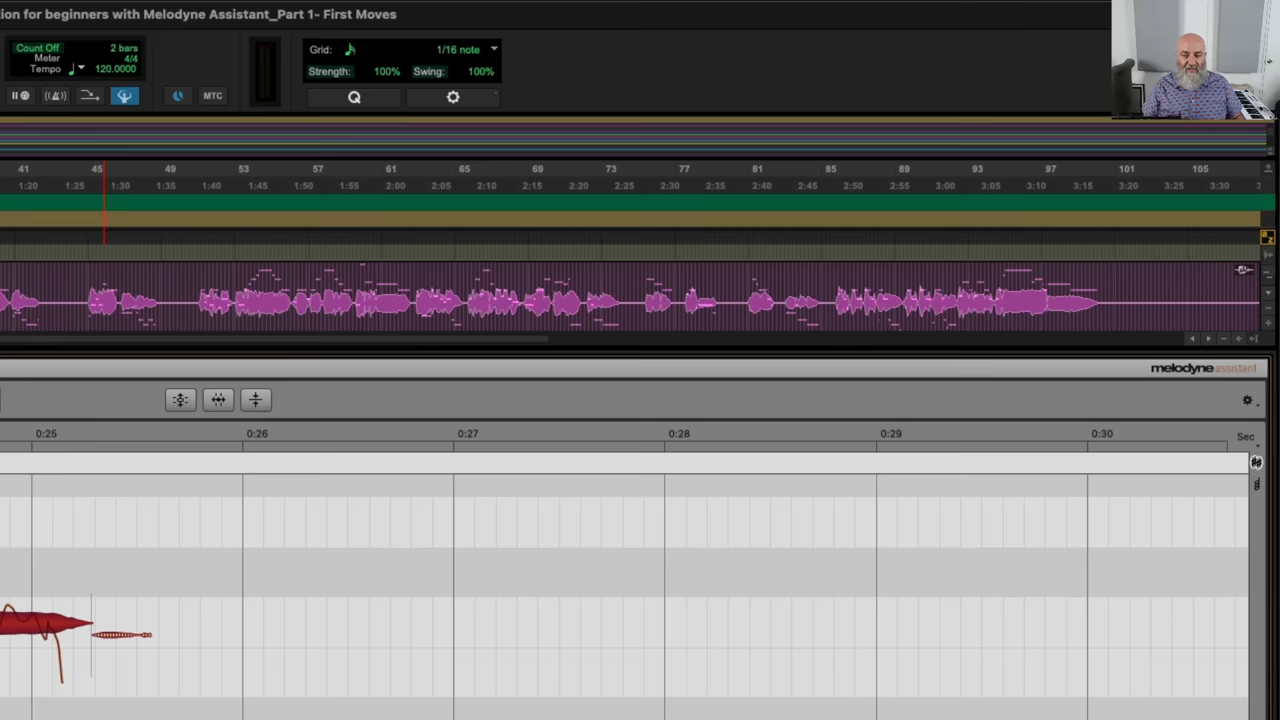 ion for beginners with Melodyne Assistant_Part 1- First Moves
Count Off 2 bars
Meter 4/4
Tempo 120.0000
Grid: 1/16 note
Strength: 100% Swing: 100%
MTC
Q
41 45 49 53 57 61 65 69 73 77 81 85 89 93 97 101 105
1:20 1:25 1:30 1:35 1:40 1:45 1:50 1:55 2:00 2:05 2:10 2:15 2:20 2:25 2:30 2:35 2:40 2:45 2:50 2:55 3:00 3:05 3:10 3:15 3:20 3:25 3:30 3
melodyne assistant
0:25 0:26 0:27 0:28 0:29 0:30 Sec